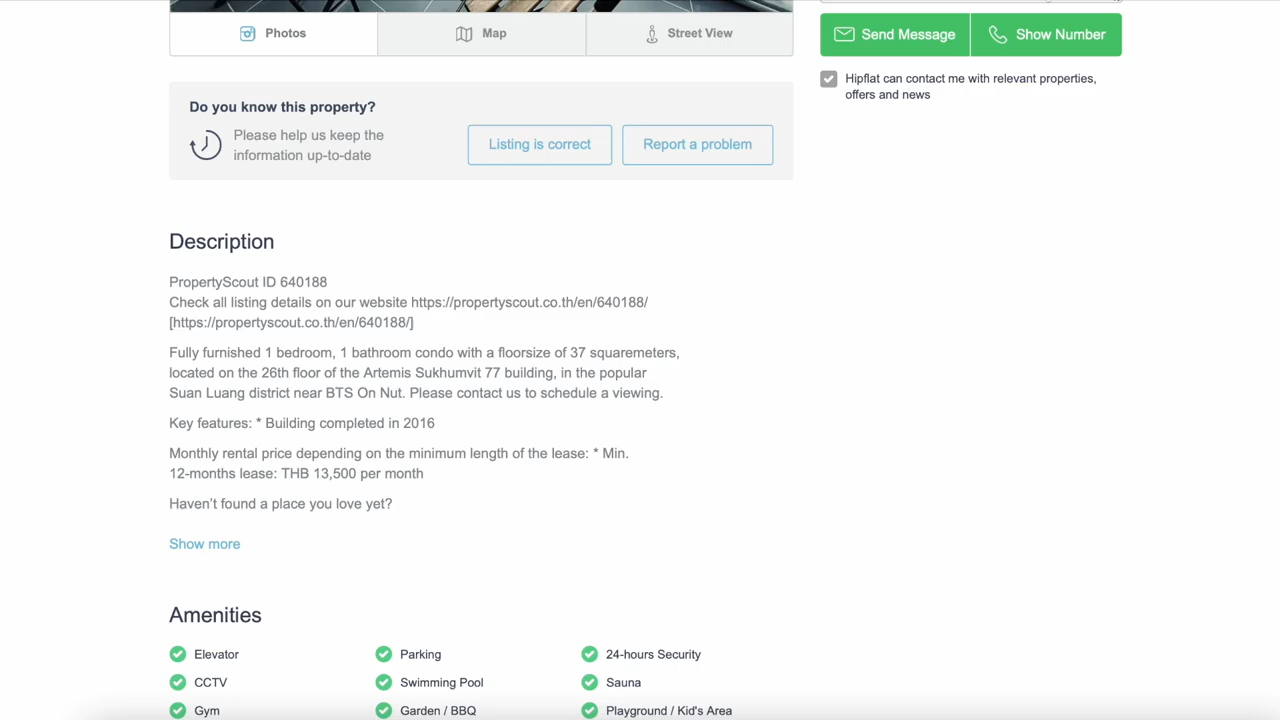 Photos
Map
Street View
Send Message
Show Number
Hipflat can contact me with relevant properties,
offers and news
Do you know this property?
Please help us keep the
information up-to-date
Listing is correct
Report a problem
Description
PropertyScout ID 640188
Check all listing details on our website https://propertyscout.co.th/en/640188/
[https://propertyscout.co.th/en/640188/]
Fully furnished 1 bedroom, 1 bathroom condo with a floorsize of 37 squaremeters,
located on the 26th floor of the Artemis Sukhumvit 77 building, in the popular
Suan Luang district near BTS On Nut. Please contact us to schedule a viewing.
Key features: * Building completed in 2016
Monthly rental price depending on the minimum length of the lease: * Min.
12-months lease: THB 13,500 per month
Haven't found a place you love yet?
Show more
Amenities
Elevator
Parking
24-hours Security
CCTV
Swimming Pool
Sauna
Gym
Garden / BBQ
Playground / Kid's Area